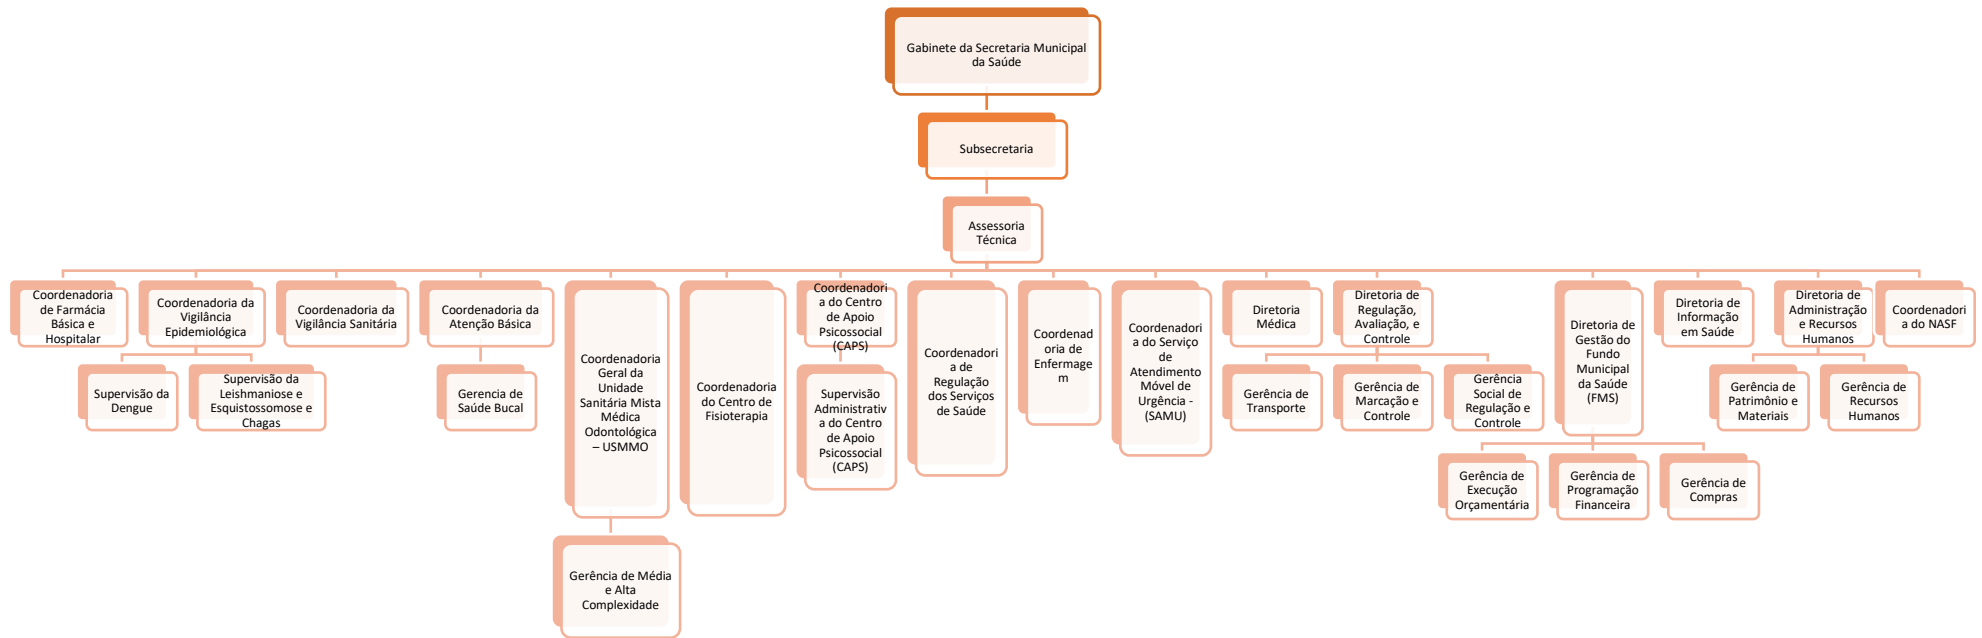 Gabinete da Secretaria Municipal
da Saúde
Subsecretaria
Assessoria
Técnica
Coordenadoria
de Farmácia
Básica e
Hospitalar
Coordenadoria da
Vigilância
Epidemiológica
Supervisão da
Dengue
Supervisão da
Leishmaniose e
Esquistossomose e
Chagas
Coordenadoria da
Vigilância Sanitária
Coordenadoria da
Atenção Básica
Gerencia de
Saúde Bucal
Coordenadoria
Geral da
Unidade
Sanitária Mista
Médica
Odontológica
– USMMO
Gerência de Média
e Alta
Complexidade
Coordenadoria
do Centro de
Fisioterapia
Coordenadori
a do Centro
de Apoio
Psicossocial
(CAPS)
Supervisão
Administrativ
a do Centro
de Apoio
Psicossocial
(CAPS)
Coordenadori
a de
Regulação
dos Serviços
de Saúde
Coordenad
oria de
Enfermage
m
Coordenadori
a do Serviço
de
Atendimento
Móvel de
Urgência -
(SAMU)
Diretoria
Médica
Diretoria de
Regulação,
Avaliação, e
Controle
Gerência de
Transporte
Gerência de
Marcação e
Controle
Gerência
Social de
Regulação e
Controle
Diretoria de
Gestão do
Fundo
Municipal
da Saúde
(FMS)
Gerência de
Execução
Orçamentária
Gerência de
Programação
Financeira
Gerência de
Compras
Diretoria de
Informação
em Saúde
Diretoria de
Administração
e Recursos
Humanos
Gerência de
Patrimônio e
Materiais
Gerência de
Recursos
Humanos
Coordenadori
a do NASF